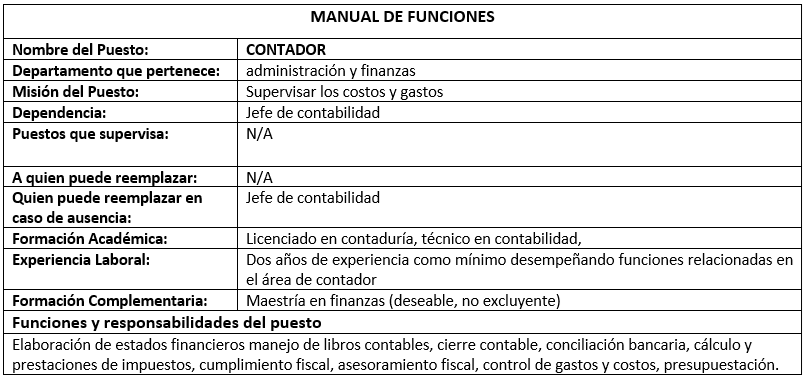 MANUAL DE FUNCIONES
Nombre del Puesto: CONTADOR
Departamento que pertenece: administración y finanzas
Misión del Puesto: Supervisar los costos y gastos
Dependencia: Jefe de contabilidad
Puestos que supervisa: N/A
A quien puede reemplazar: N/A
Quien puede reemplazar en Jefe de contabilidad
caso de ausencia:
Formación Académica: Licenciado en contaduría, técnico en contabilidad,
Experiencia Laboral: Dos años de experiencia como mínimo desempeñando funciones relacionadas en
el área de contador
Formación Complementaria: Maestría en finanzas (deseable, no excluyente)
Funciones y responsabilidades del puesto
Elaboración de estados financieros manejo de libros contables, cierre contable, conciliación bancaria, cálculo y
prestaciones de impuestos, cumplimiento fiscal, asesoramiento fiscal, control de gastos y costos, presupuestación.